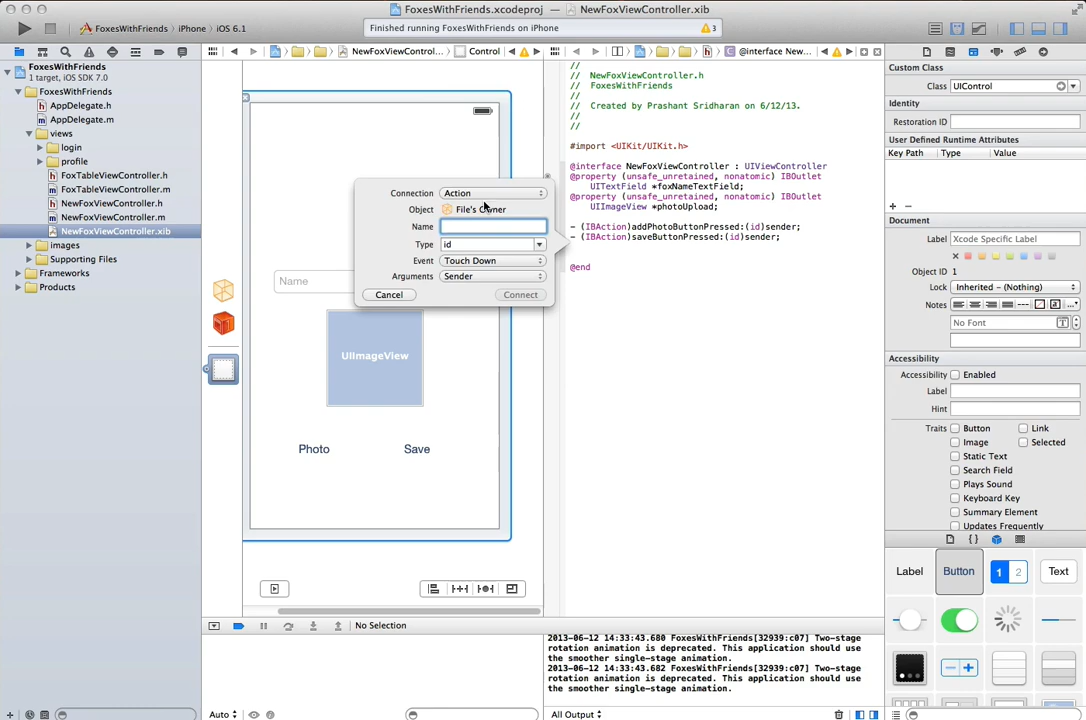 FoxesWithFriends.xcodeproj — NewFoxViewController.xib
FoxesWithFriends › iPhone › iOS 6.1
Finished running FoxesWithFriends on iPhone
3
NewFoxViewControl... Control
@interface New...
FoxesWithFriends
1 target, iOS SDK 7.0
FoxesWithFriends
AppDelegate.h
AppDelegate.m
views
login
profile
FoxTableViewController.h
FoxTableViewController.m
NewFoxViewController.h
NewFoxViewController.m
NewFoxViewController.xib
images
Supporting Files
Frameworks
Products
Name
UIImageView
Photo
Save
Connection Action
Object File's Owner
Name
Type id
Event Touch Down
Arguments Sender
Cancel
Connect
//
// NewFoxViewController.h
// FoxesWithFriends
//
// Created by Prashant Sridharan on 6/12/13.
//
//
#import <UIKit/UIKit.h>
@interface NewFoxViewController : UIViewController
@property (unsafe_unretained, nonatomic) IBOutlet
UITextField *foxNameTextField;
@property (unsafe_unretained, nonatomic) IBOutlet
UIImageView *photoUpload;
- (IBAction)addPhotoButtonPressed:(id)sender;
- (IBAction)saveButtonPressed:(id)sender;
@end
No Selection
2013-06-12 14:33:43.680 FoxesWithFriends[32939:c07] Two-stage
rotation animation is deprecated. This application should use
the smoother single-stage animation.
2013-06-12 14:33:43.682 FoxesWithFriends[32939:c07] Two-stage
rotation animation is deprecated. This application should use
the smoother single-stage animation.
Auto
All Output
Custom Class
Class UIControl
Identity
Restoration ID
User Defined Runtime Attributes
Key Path Type Value
Document
Label Xcode Specific Label
Object ID 1
Lock Inherited - (Nothing)
Notes
No Font
Accessibility
Accessibility Enabled
Label
Hint
Traits Button Link
Image Selected
Static Text
Search Field
Plays Sound
Keyboard Key
Summary Element
Updates Frequently
Label Button 1 2 Text